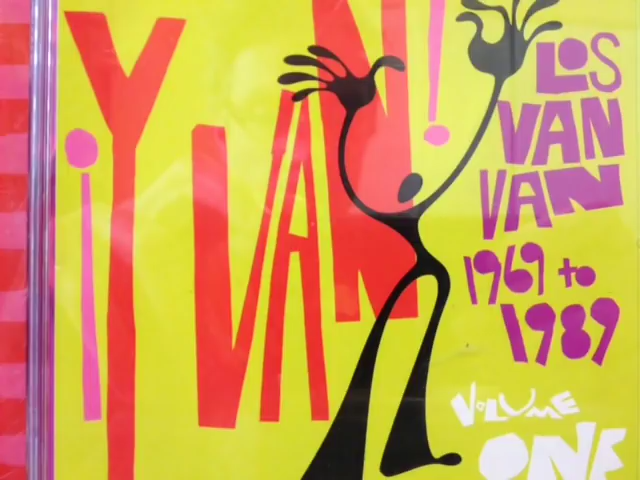 ¡Y VAN!
LOS
VAN
VAN
1969 to
1989
VOLUME
ONE